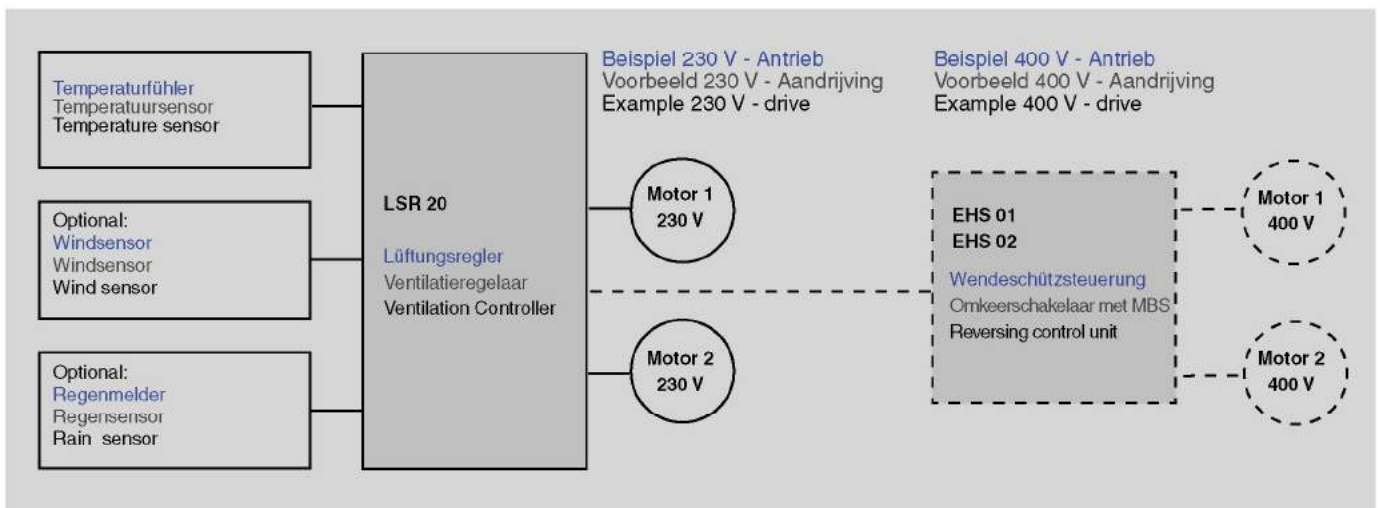 Temperaturfühler
Temperatuursensor
Temperature sensor
Optional:
Windsensor
Windsensor
Wind sensor
Optional:
Regenmelder
Regensensor
Rain sensor
LSR 20
Lüftungsregler
Ventilatieregelaar
Ventilation Controller
Beispiel 230 V - Antrieb
Voorbeeld 230 V - Aandrijving
Example 230 V - drive
Motor 1
230 V
Motor 2
230 V
Beispiel 400 V - Antrieb
Voorbeeld 400 V - Aandrijving
Example 400 V - drive
EHS 01
EHS 02
Wendeschützsteuerung
Omkeerschakelaar met MBS
Reversing control unit
Motor 1
400 V
Motor 2
400 V